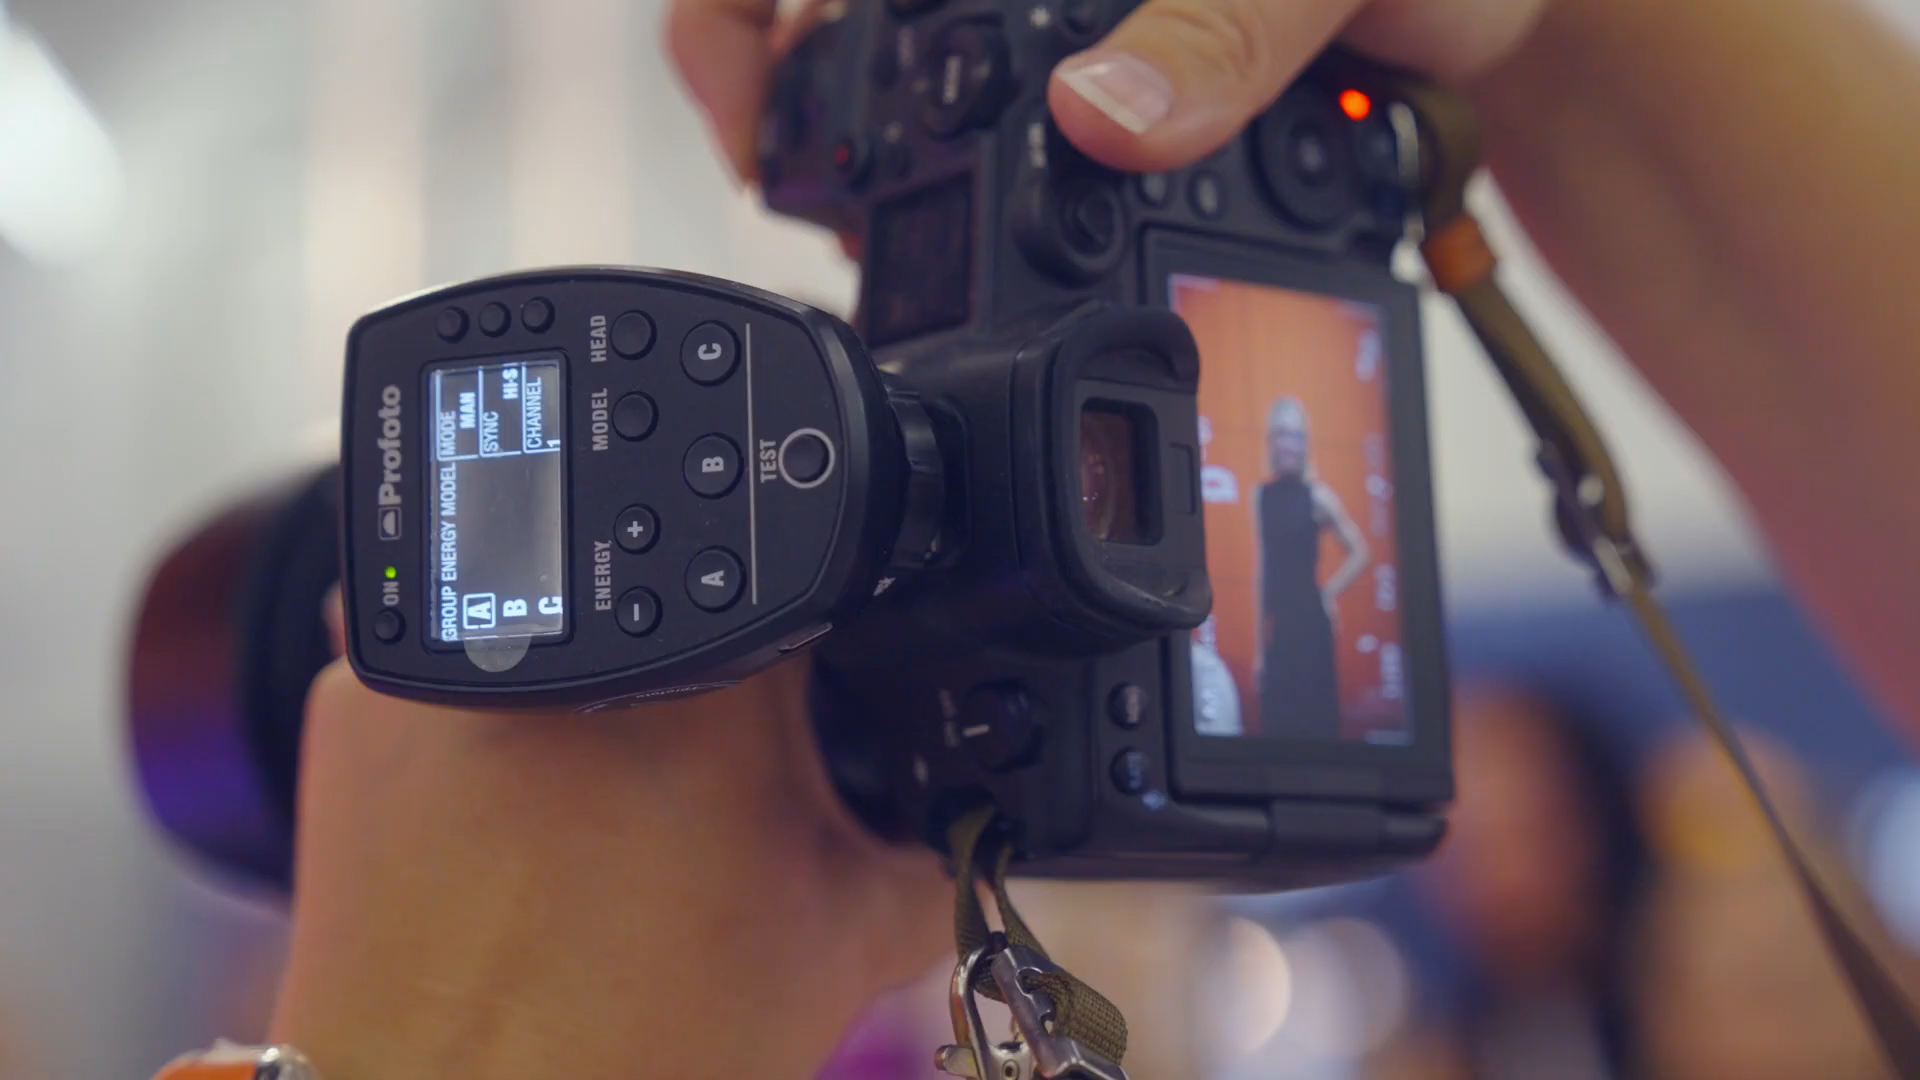 Profoto
ON
GROUP ENERGY MODEL
MODE
MAN
SYNC
HI-S
CHANNEL
1
A
B
C
ENERGY
-
+
MODEL
HEAD
A
B
C
TEST